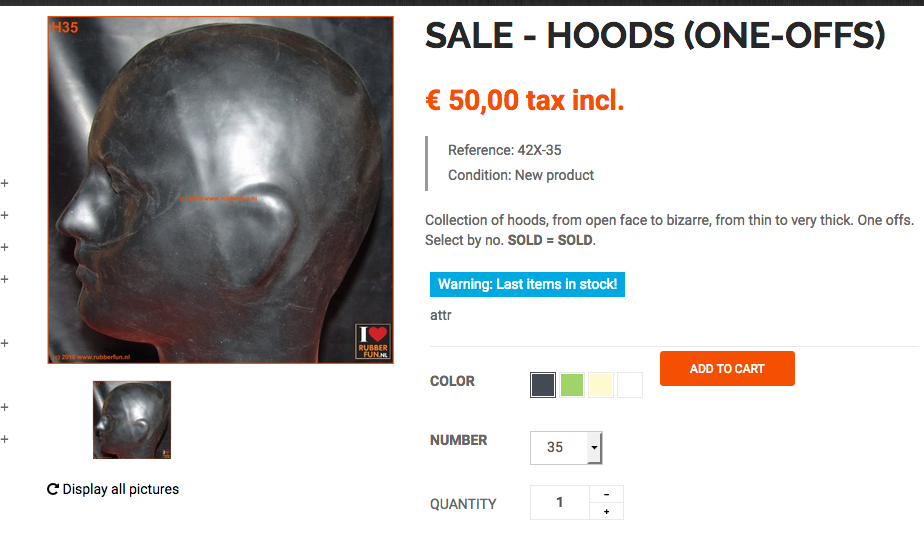 H35
© 2016 www.rubberfun.nl
I
RUBBER
FUN.NL
(c) 2016 www.rubberfun.nl
Display all pictures
SALE - HOODS (ONE-OFFS)
€ 50,00 tax incl.
Reference: 42X-35
Condition: New product
Collection of hoods, from open face to bizarre, from thin to very thick. One offs.
Select by no. SOLD = SOLD.
Warning: Last items in stock!
attr
COLOR
ADD TO CART
NUMBER
35
QUANTITY
1